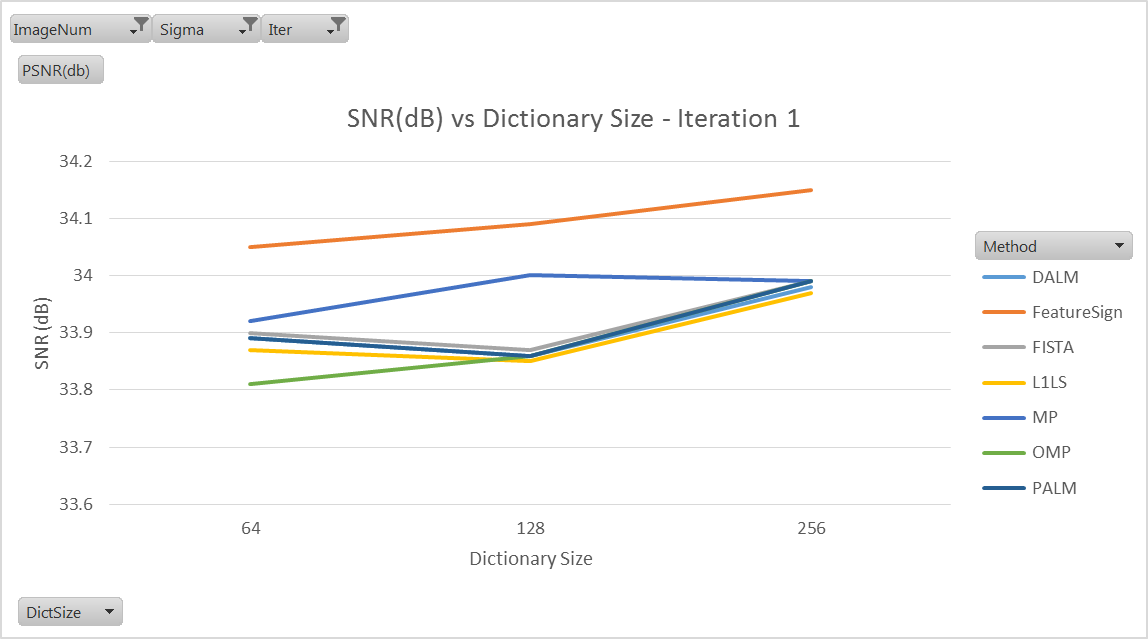 ImageNum Sigma Iter
PSNR(db)
SNR(dB) vs Dictionary Size - Iteration 1
34.2
34.1
34
33.9
33.8
33.7
33.6
SNR (dB)
64 128 256
Dictionary Size
Method
DALM
FeatureSign
FISTA
L1LS
MP
OMP
PALM
DictSize